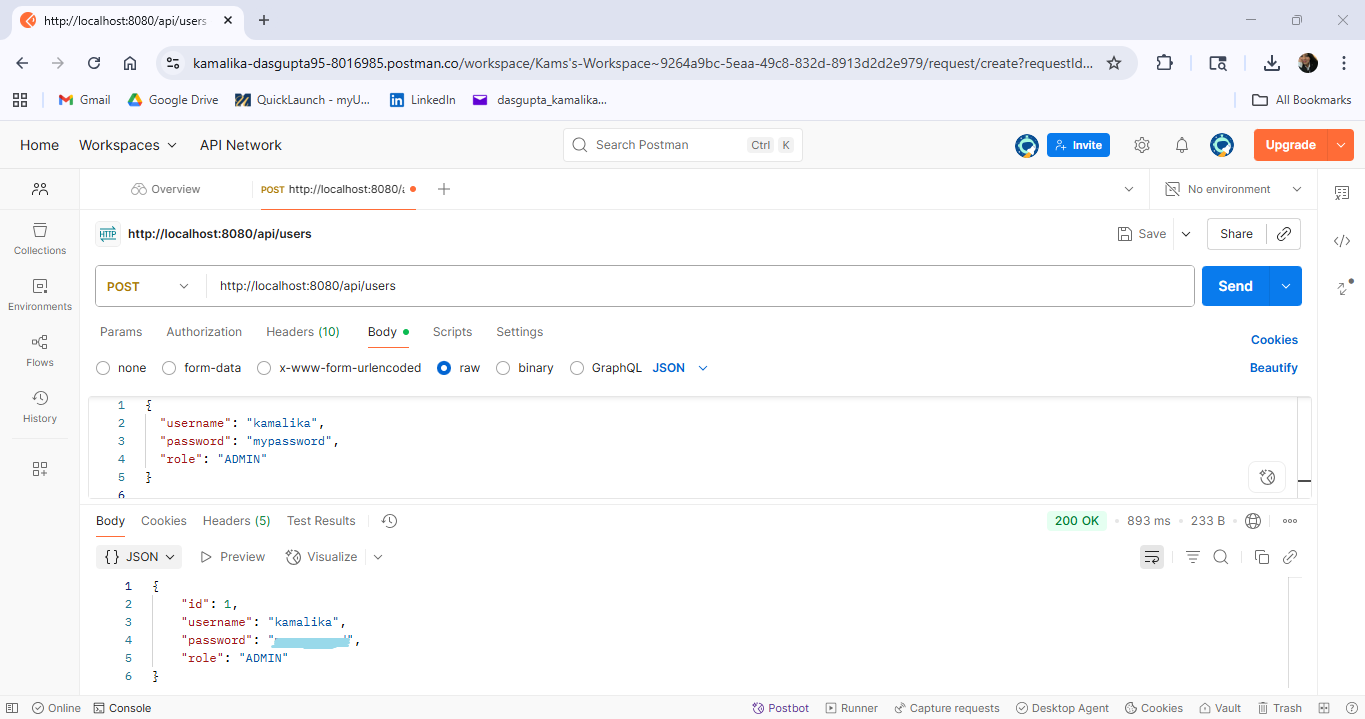 http://localhost:8080/api/users
kamalika-dasgupta95-8016985.postman.co/workspace/Kams's-Workspace~9264a9bc-5eaa-49c8-832d-8913d2d2e979/request/create?requestId...
Gmail
Google Drive
QuickLaunch - myU...
LinkedIn
dasgupta_kamalika...
All Bookmarks
Home
Workspaces
API Network
Search Postman
Ctrl
K
Invite
Upgrade
Overview
POST http://localhost:8080/a
No environment
Collections
Environments
Flows
History
HTTP
http://localhost:8080/api/users
Save
Share
POST
http://localhost:8080/api/users
Send
Params
Authorization
Headers (10)
Body
Scripts
Settings
Cookies
none
form-data
x-www-form-urlencoded
raw
binary
GraphQL
JSON
Beautify
1 {
2 "username": "kamalika",
3 "password": "mypassword",
4 "role": "ADMIN"
5 }
6
Body
Cookies
Headers (5)
Test Results
200 OK
893 ms
233 B
{} JSON
Preview
Visualize
1 {
2 "id": 1,
3 "username": "kamalika",
4 "password": "",
5 "role": "ADMIN"
6 }
Online
Console
Postbot
Runner
Capture requests
Desktop Agent
Cookies
Vault
Trash